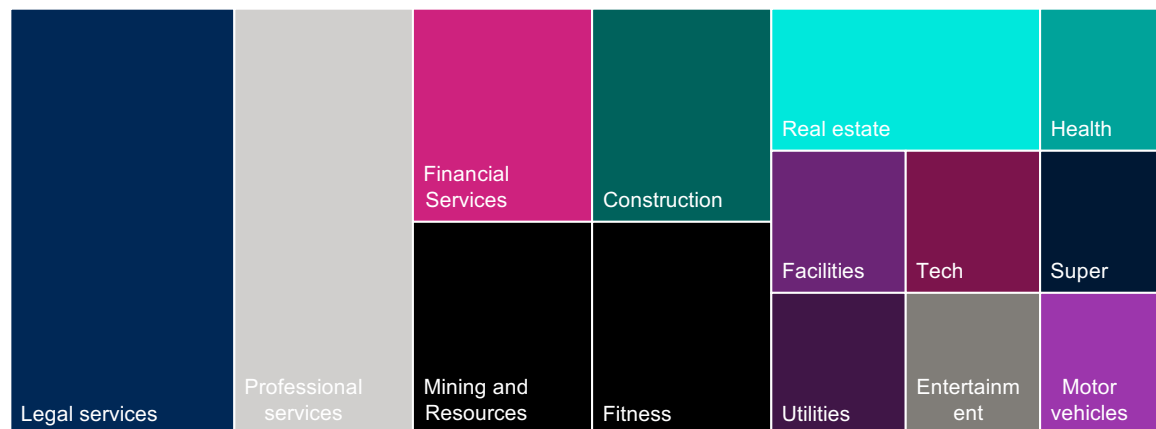 Legal services
Professional
services
Financial
Services
Mining and
Resources
Construction
Fitness
Real estate
Health
Facilities
Tech
Super
Utilities
Entertainm
ent
Motor
vehicles